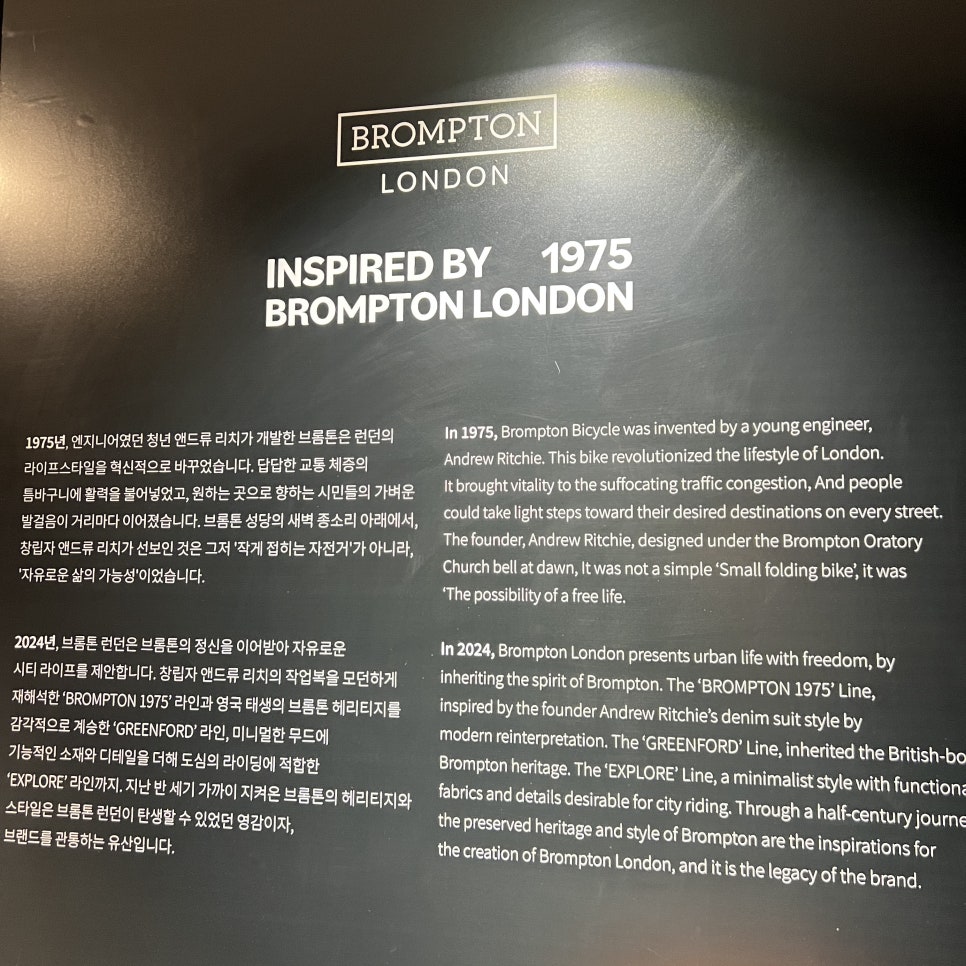 BROMPTON
LONDON
INSPIRED BY 1975
BROMPTON LONDON
1975년, 엔지니어였던 청년 앤드류 리치가 개발한 브롬톤은 런던의
라이프스타일을 혁신적으로 바꾸었습니다. 답답한 교통 체증의
틈바구니에 활력을 불어넣었고, 원하는 곳으로 향하는 시민들의 가벼운
발걸음이 거리마다 이어졌습니다. 브롬톤 성당의 새벽 종소리 아래에서,
창립자 앤드류 리치가 선보인 것은 그저 '작게 접히는 자전거'가 아니라,
'자유로운 삶의 가능성'이었습니다.
2024년, 브롬톤 런던은 브롬톤의 정신을 이어받아 자유로운
시티 라이프를 제안합니다. 창립자 앤드류 리치의 작업복을 모던하게
재해석한 ‘BROMPTON 1975’ 라인과 영국 태생의 브롬톤 헤리티지를
감각적으로 계승한 ‘GREENFORD’ 라인, 미니멀한 무드에
기능적인 소재와 디테일을 더해 도심의 라이딩에 적합한
‘EXPLORE’ 라인까지. 지난 반 세기 가까이 지켜온 브롬톤의 헤리티지와
스타일은 브롬톤 런던이 탄생할 수 있었던 영감이자,
브랜드를 관통하는 유산입니다.
In 1975, Brompton Bicycle was invented by a young engineer,
Andrew Ritchie. This bike revolutionized the lifestyle of London.
It brought vitality to the suffocating traffic congestion, And people
could take light steps toward their desired destinations on every street.
The founder, Andrew Ritchie, designed under the Brompton Oratory
Church bell at dawn, It was not a simple ‘Small folding bike’, it was
‘The possibility of a free life.
In 2024, Brompton London presents urban life with freedom, by
inheriting the spirit of Brompton. The ‘BROMPTON 1975’ Line,
inspired by the founder Andrew Ritchie’s denim suit style by
modern reinterpretation. The ‘GREENFORD’ Line, inherited the British-bo
Brompton heritage. The ‘EXPLORE’ Line, a minimalist style with functiona
fabrics and details desirable for city riding. Through a half-century journe
the preserved heritage and style of Brompton are the inspirations for
the creation of Brompton London, and it is the legacy of the brand.